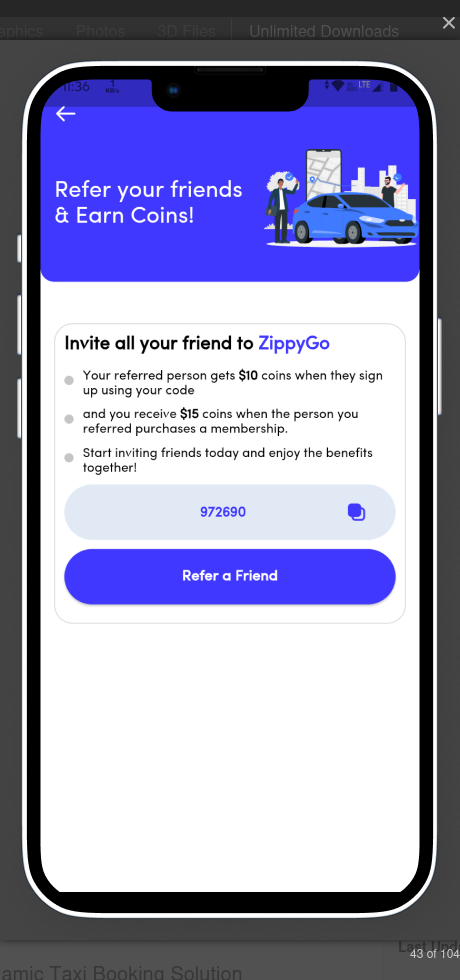 aphics Photos 3D Files Unlimited Downloads
11:36 1 KB/s LTE
Refer your friends
& Earn Coins!
Invite all your friend to ZippyGo
Your referred person gets $10 coins when they sign
up using your code
and you receive $15 coins when the person you
referred purchases a membership.
Start inviting friends today and enjoy the benefits
together!
972690
Refer a Friend
Last Upd
43 of 104
amic Taxi Booking Solution